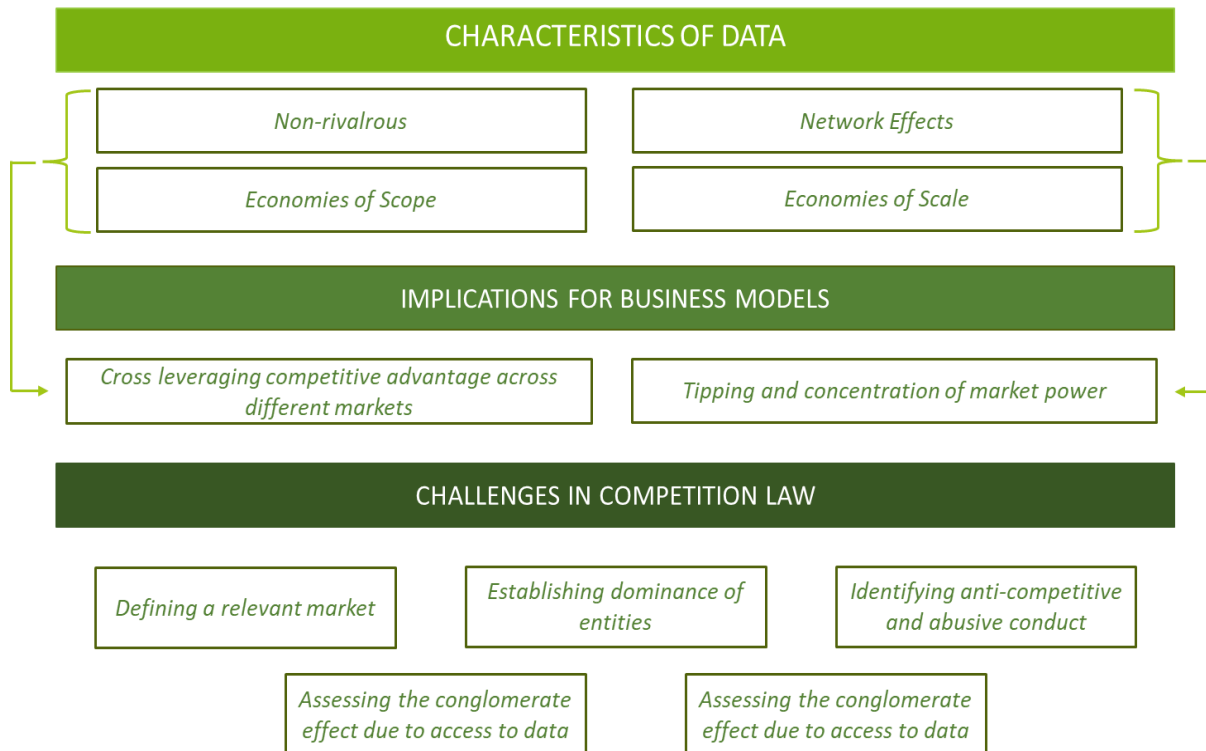 CHARACTERISTICS OF DATA
Non-rivalrous
Network Effects
Economies of Scope
Economies of Scale
IMPLICATIONS FOR BUSINESS MODELS
Cross leveraging competitive advantage across
different markets
Tipping and concentration of market power
CHALLENGES IN COMPETITION LAW
Defining a relevant market
Establishing dominance of
entities
Identifying anti-competitive
and abusive conduct
Assessing the conglomerate
effect due to access to data
Assessing the conglomerate
effect due to access to data